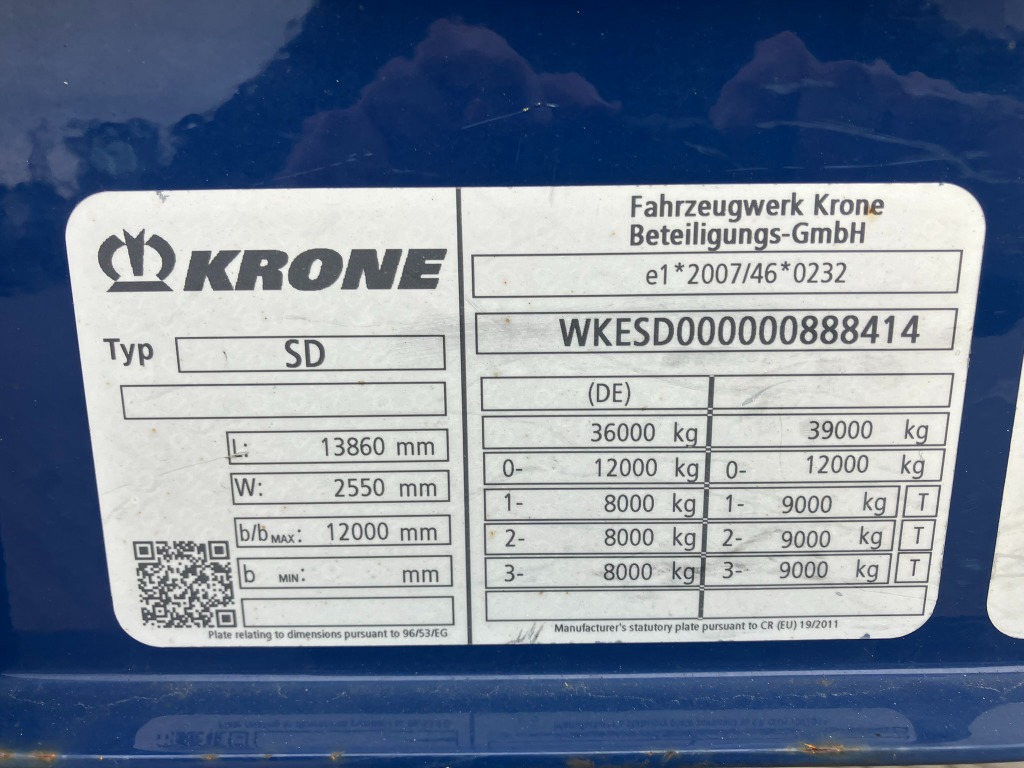 KRONE
Typ SD
L: 13860 mm
W: 2550 mm
b/b MAX: 12000 mm
b MIN: mm
Plate relating to dimensions pursuant to 96/53/EG
Fahrzeugwerk Krone
Beteiligungs-GmbH
e1*2007/46*0232
WKESD000000888414
(DE)
36000 kg 39000 kg
0- 12000 kg 0- 12000 kg
1- 8000 kg 1- 9000 kg T
2- 8000 kg 2- 9000 kg T
3- 8000 kg 3- 9000 kg T
Manufacturer's statutory plate pursuant to CR (EU) 19/2011